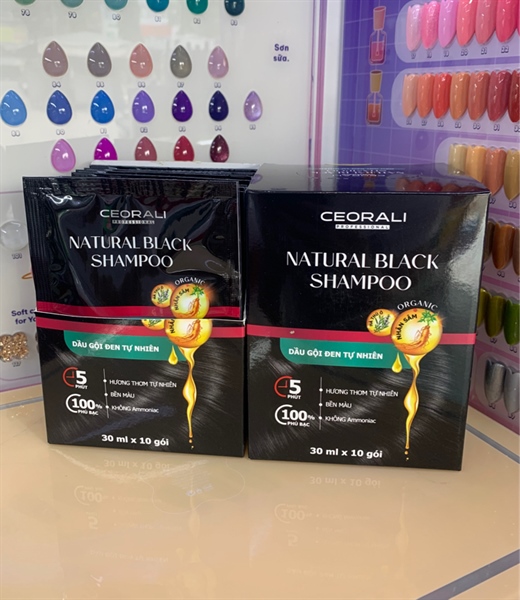 Sơn
sữa.
CEORALI
PROFESSIONAL
NATURAL BLACK
SHAMPOO
ORGANIC
NHÂN SÂM
DẦU GỘI ĐEN TỰ NHIÊN
5
PHÚT
100%
PHỦ BẠC
HƯƠNG THƠM TỰ NHIÊN
BỀN MÀU
KHÔNG Ammoniac
30 ml x 10 gói
CEORALI
PROFESSIONAL
NATURAL BLACK
SHAMPOO
ORGANIC
NHÂN SÂM
DẦU GỘI ĐEN TỰ NHIÊN
5
PHÚT
100%
PHỦ BẠC
HƯƠNG THƠM TỰ NHIÊN
BỀN MÀU
KHÔNG Ammoniac
30 ml x 10 gói